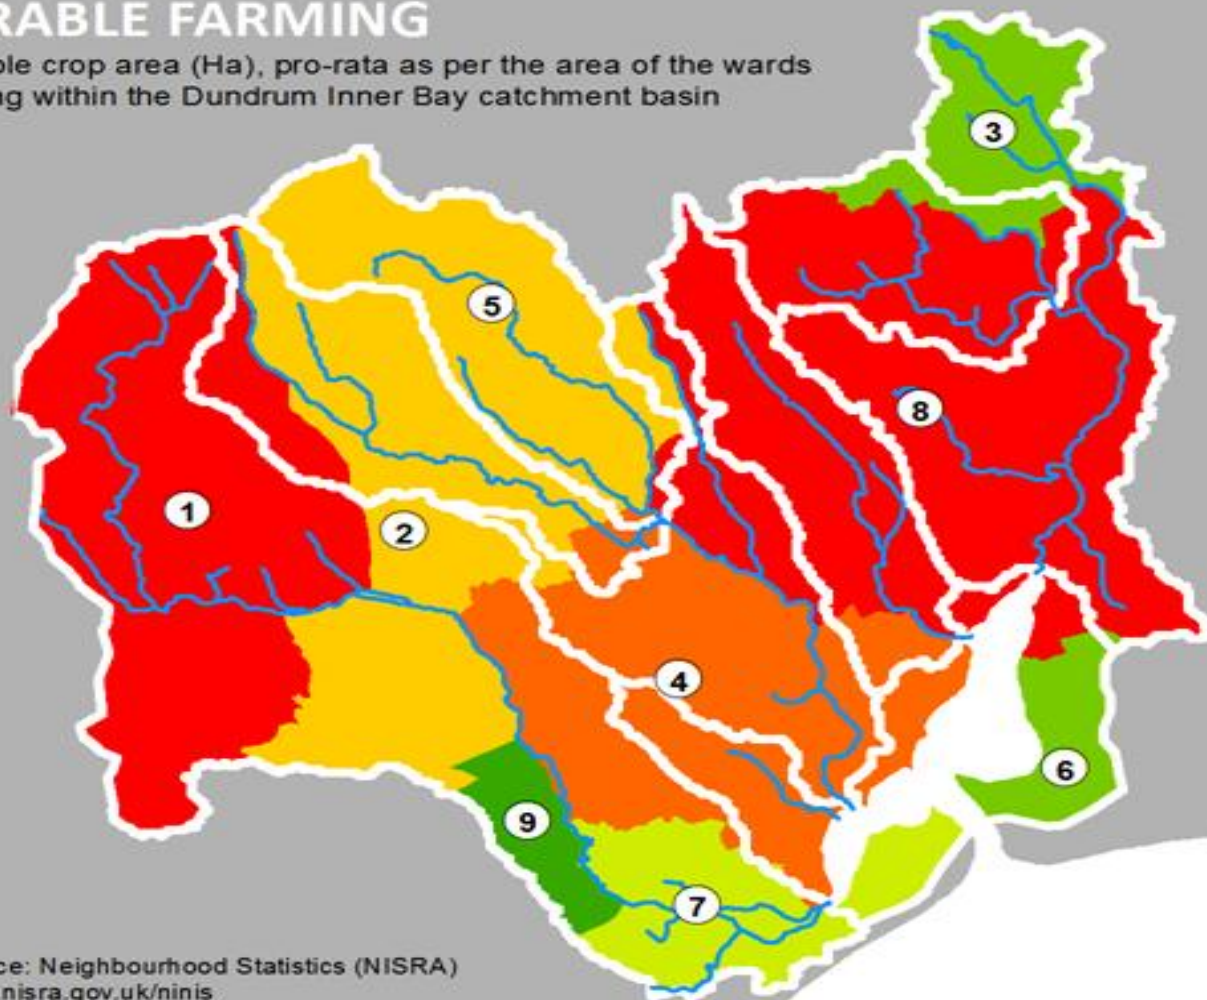 RABLE FARMING
ble crop area (Ha), pro-rata as per the area of the wards
ng within the Dundrum Inner Bay catchment basin
3
5
8
1
2
4
6
9
7
ce: Neighbourhood Statistics (NISRA)
nisra.gov.uk/ninis